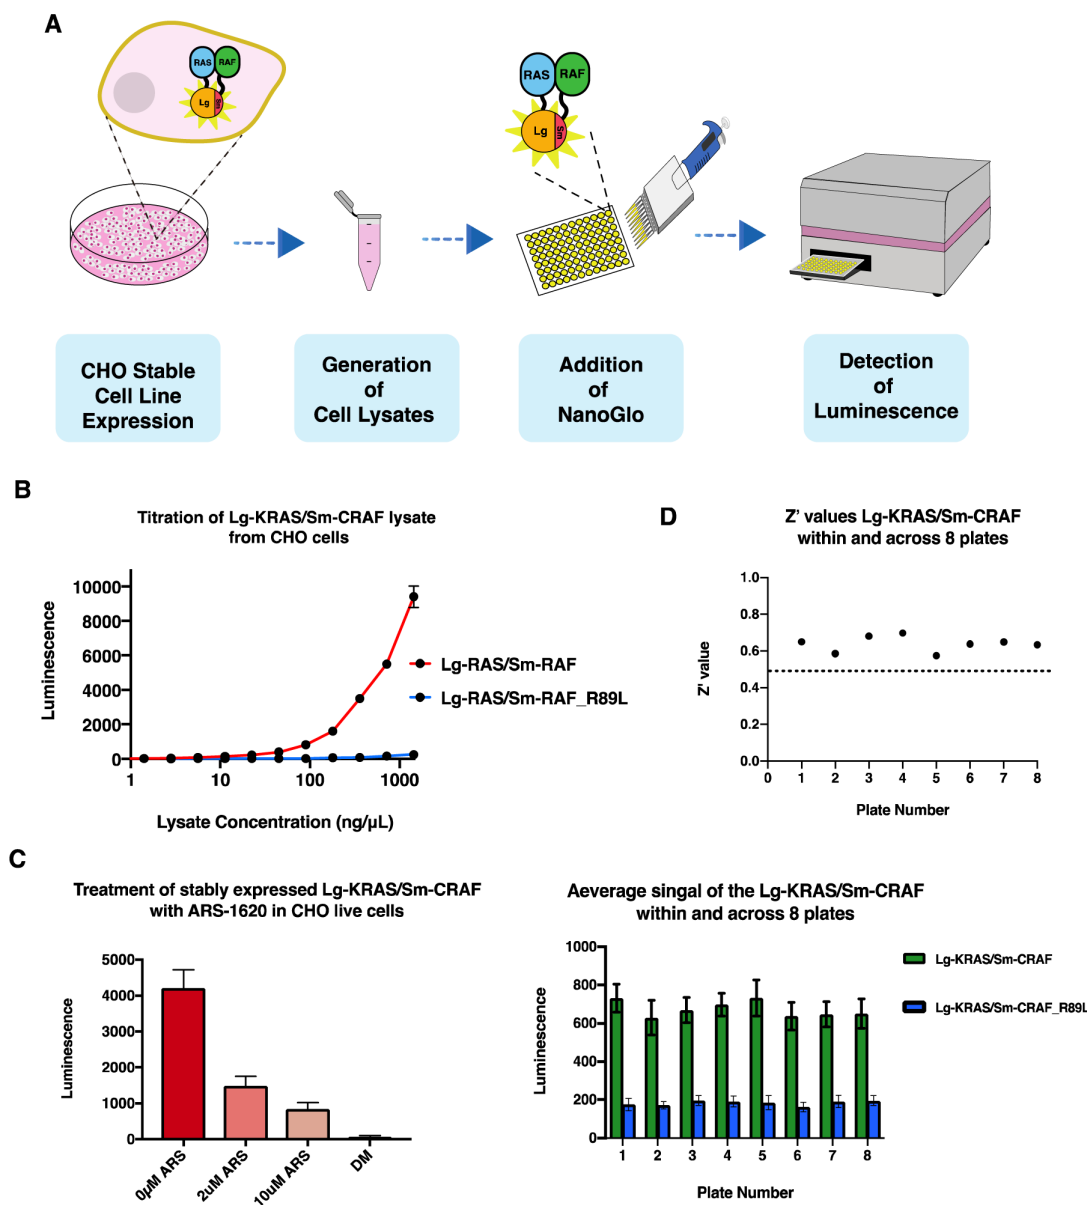 A
RAS RAF
Lg Sm
RAS RAF
Lg Sm
CHO Stable
Cell Line
Expression
Generation
of
Cell Lysates
Addition
of
NanoGlo
Detection
of
Luminescence
B
Titration of Lg-KRAS/Sm-CRAF lysate
from CHO cells
Luminescence
10000
8000
6000
4000
2000
0
1 10 100 1000
Lysate Concentration (ng/µL)
Lg-RAS/Sm-RAF
Lg-RAS/Sm-RAF_R89L
D
Z' values Lg-KRAS/Sm-CRAF
within and across 8 plates
Z' value
1.0
0.8
0.6
0.4
0.2
0.0
0 1 2 3 4 5 6 7 8
Plate Number
C
Treatment of stably expressed Lg-KRAS/Sm-CRAF
with ARS-1620 in CHO live cells
Luminescence
5000
4000
3000
2000
1000
0
0µM ARS
2uM ARS
10uM ARS
DM
Aeverage singal of the Lg-KRAS/Sm-CRAF
within and across 8 plates
Luminescence
1000
800
600
400
200
0
1 2 3 4 5 6 7 8
Plate Number
Lg-KRAS/Sm-CRAF
Lg-KRAS/Sm-CRAF_R89L